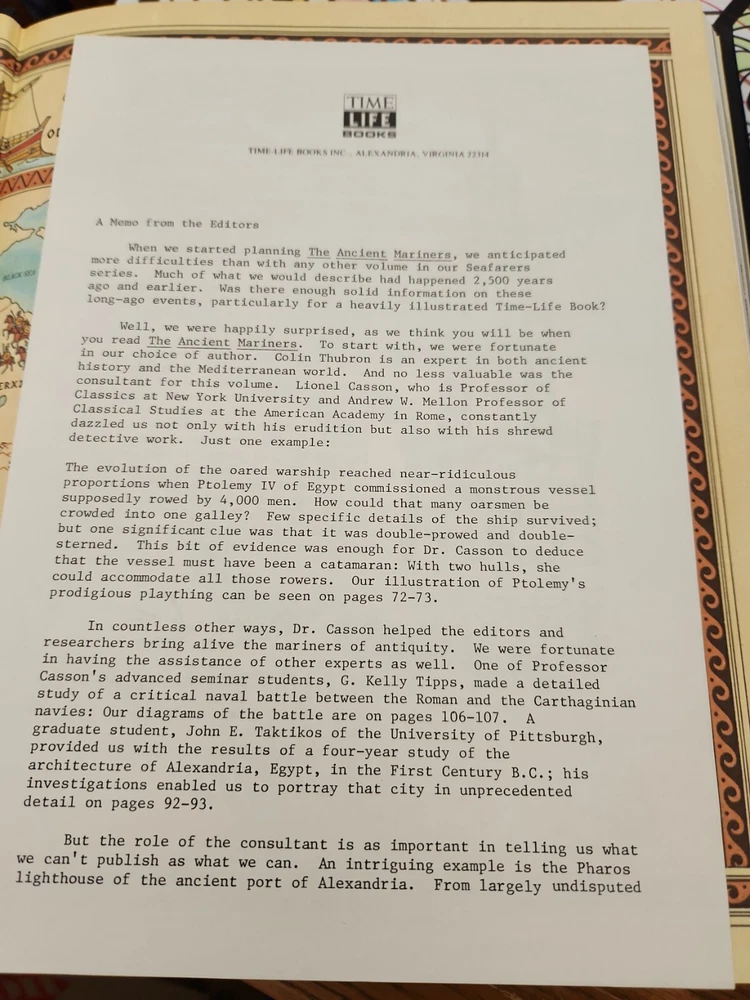 TIME
LIFE
BOOKS
TIME-LIFE BOOKS INC., ALEXANDRIA, VIRGINIA 22314
A Memo from the Editors
When we started planning The Ancient Mariners, we anticipated
more difficulties than with any other volume in our Seafarers
series. Much of what we would describe had happened 2,500 years
ago and earlier. Was there enough solid information on these
long-ago events, particularly for a heavily illustrated Time-Life Book?
Well, we were happily surprised, as we think you will be when
you read The Ancient Mariners. To start with, we were fortunate
in our choice of author. Colin Thubron is an expert in both ancient
history and the Mediterranean world. And no less valuable was the
consultant for this volume. Lionel Casson, who is Professor of
Classics at New York University and Andrew W. Mellon Professor of
Classical Studies at the American Academy in Rome, constantly
dazzled us not only with his erudition but also with his shrewd
detective work. Just one example:
The evolution of the oared warship reached near-ridiculous
proportions when Ptolemy IV of Egypt commissioned a monstrous vessel
supposedly rowed by 4,000 men. How could that many oarsmen be
crowded into one galley? Few specific details of the ship survived;
but one significant clue was that it was double-prowed and double-
sterned. This bit of evidence was enough for Dr. Casson to deduce
that the vessel must have been a catamaran: With two hulls, she
could accommodate all those rowers. Our illustration of Ptolemy's
prodigious plaything can be seen on pages 72-73.
In countless other ways, Dr. Casson helped the editors and
researchers bring alive the mariners of antiquity. We were fortunate
in having the assistance of other experts as well. One of Professor
Casson's advanced seminar students, G. Kelly Tipps, made a detailed
study of a critical naval battle between the Roman and the Carthaginian
navies: Our diagrams of the battle are on pages 106-107. A
graduate student, John E. Taktikos of the University of Pittsburgh,
provided us with the results of a four-year study of the
architecture of Alexandria, Egypt, in the First Century B.C.; his
investigations enabled us to portray that city in unprecedented
detail on pages 92-93.
But the role of the consultant is as important in telling us what
we can't publish as what we can. An intriguing example is the Pharos
lighthouse of the ancient port of Alexandria. From largely undisputed
BLACK SEA